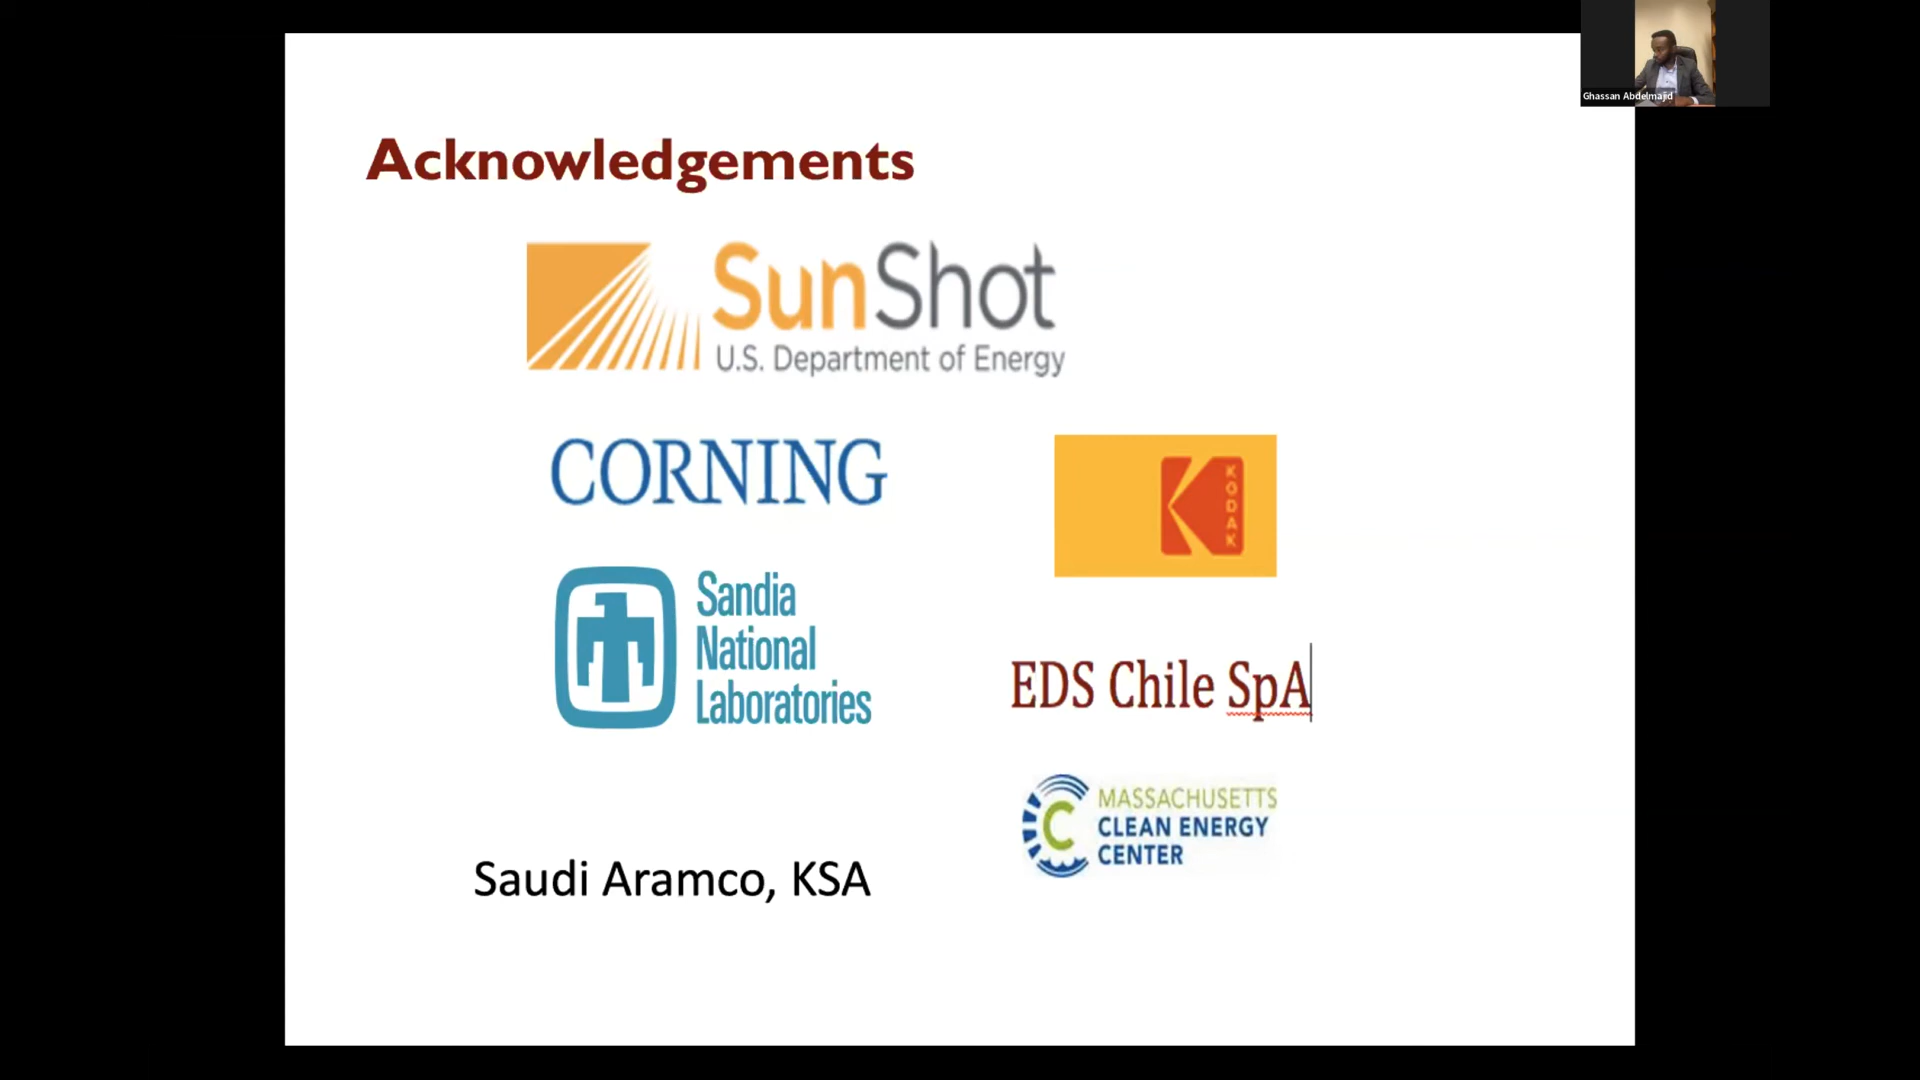 Ghassan Abdelmajid
Acknowledgements
SunShot
U.S. Department of Energy
CORNING
KODAK
Sandia
National
Laboratories
EDS Chile SpA
MASSACHUSETTS
CLEAN ENERGY
CENTER
Saudi Aramco, KSA